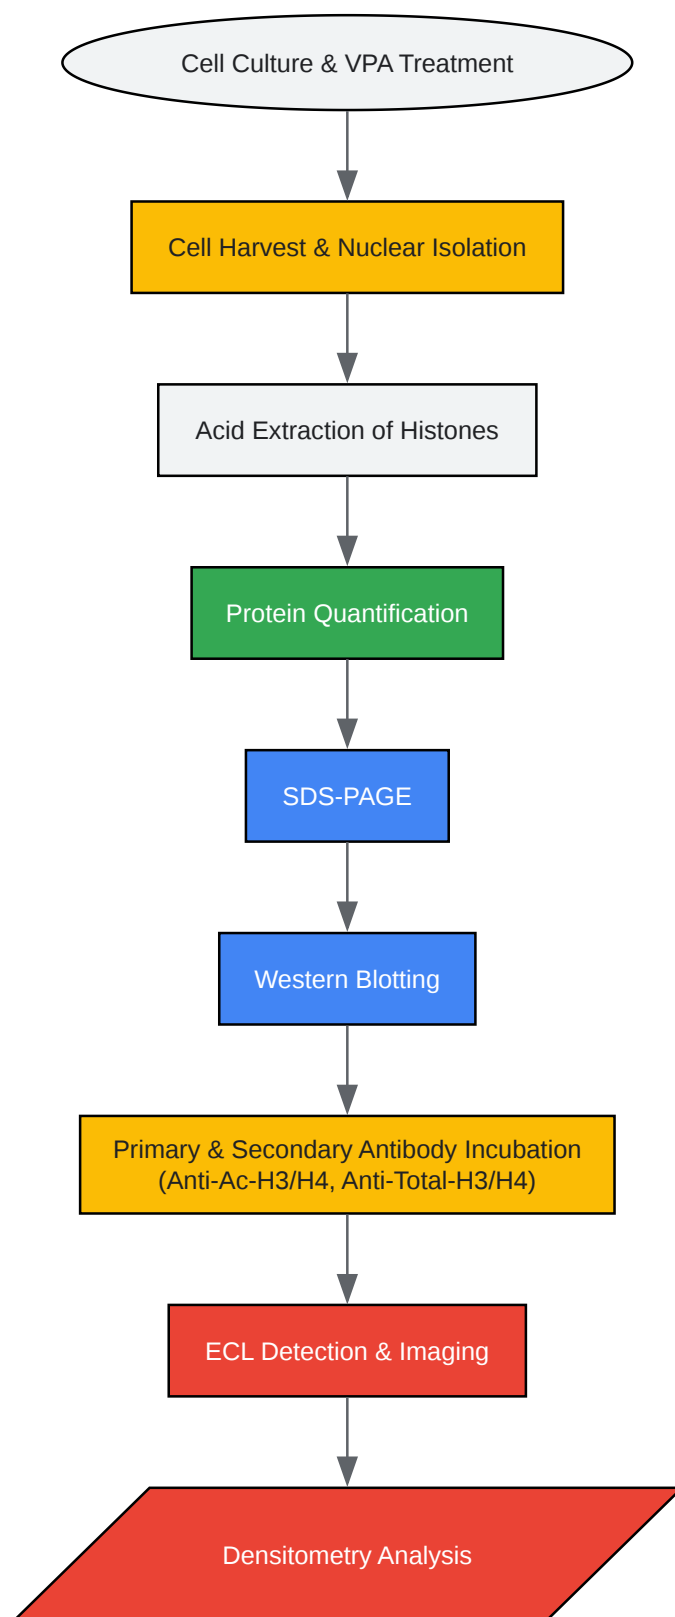 Cell Culture & VPA Treatment
Cell Harvest & Nuclear Isolation
Acid Extraction of Histones
Protein Quantification
SDS-PAGE
Western Blotting
Primary & Secondary Antibody Incubation
(Anti-Ac-H3/H4, Anti-Total-H3/H4)
ECL Detection & Imaging
Densitometry Analysis